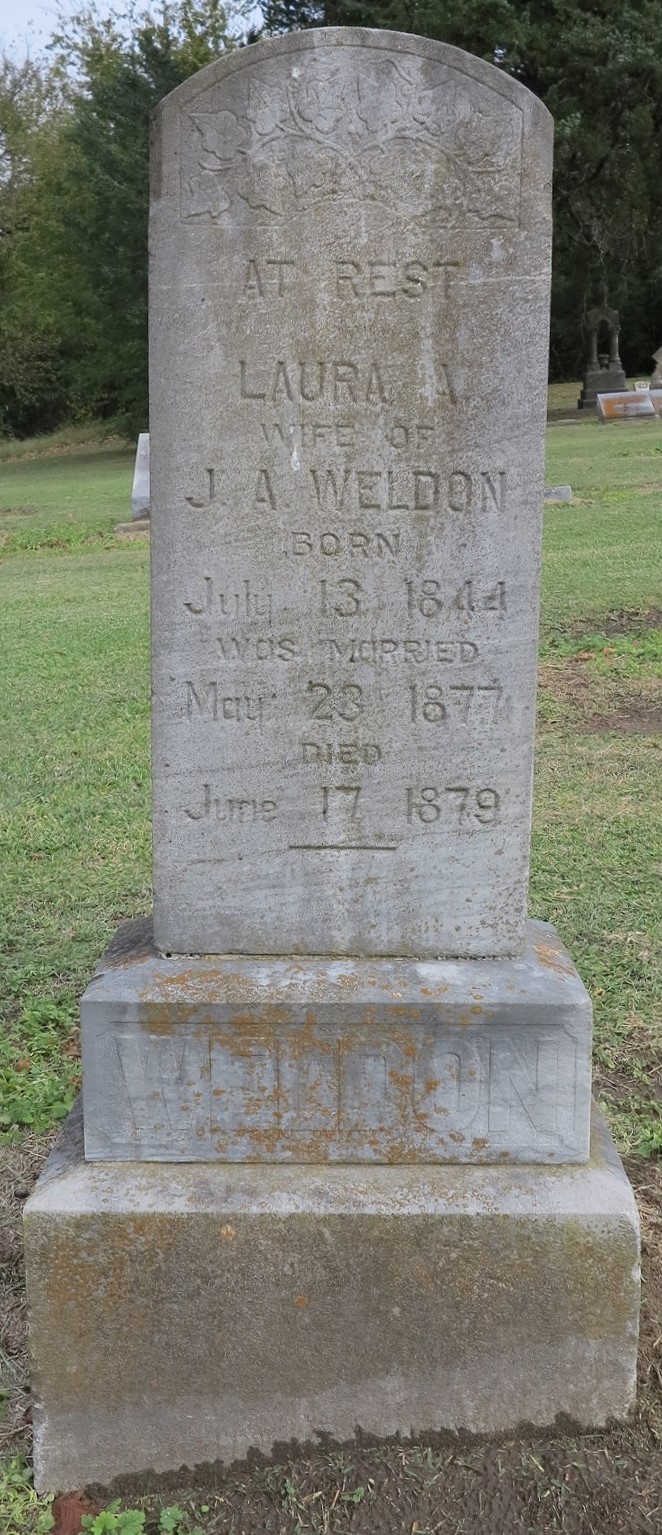 AT REST
LAURA A
WIFE OF
J. A. WELDON
BORN
July 13 1844
WAS MARRIED
May 23 1877
DIED
June 17 1879
WELDON